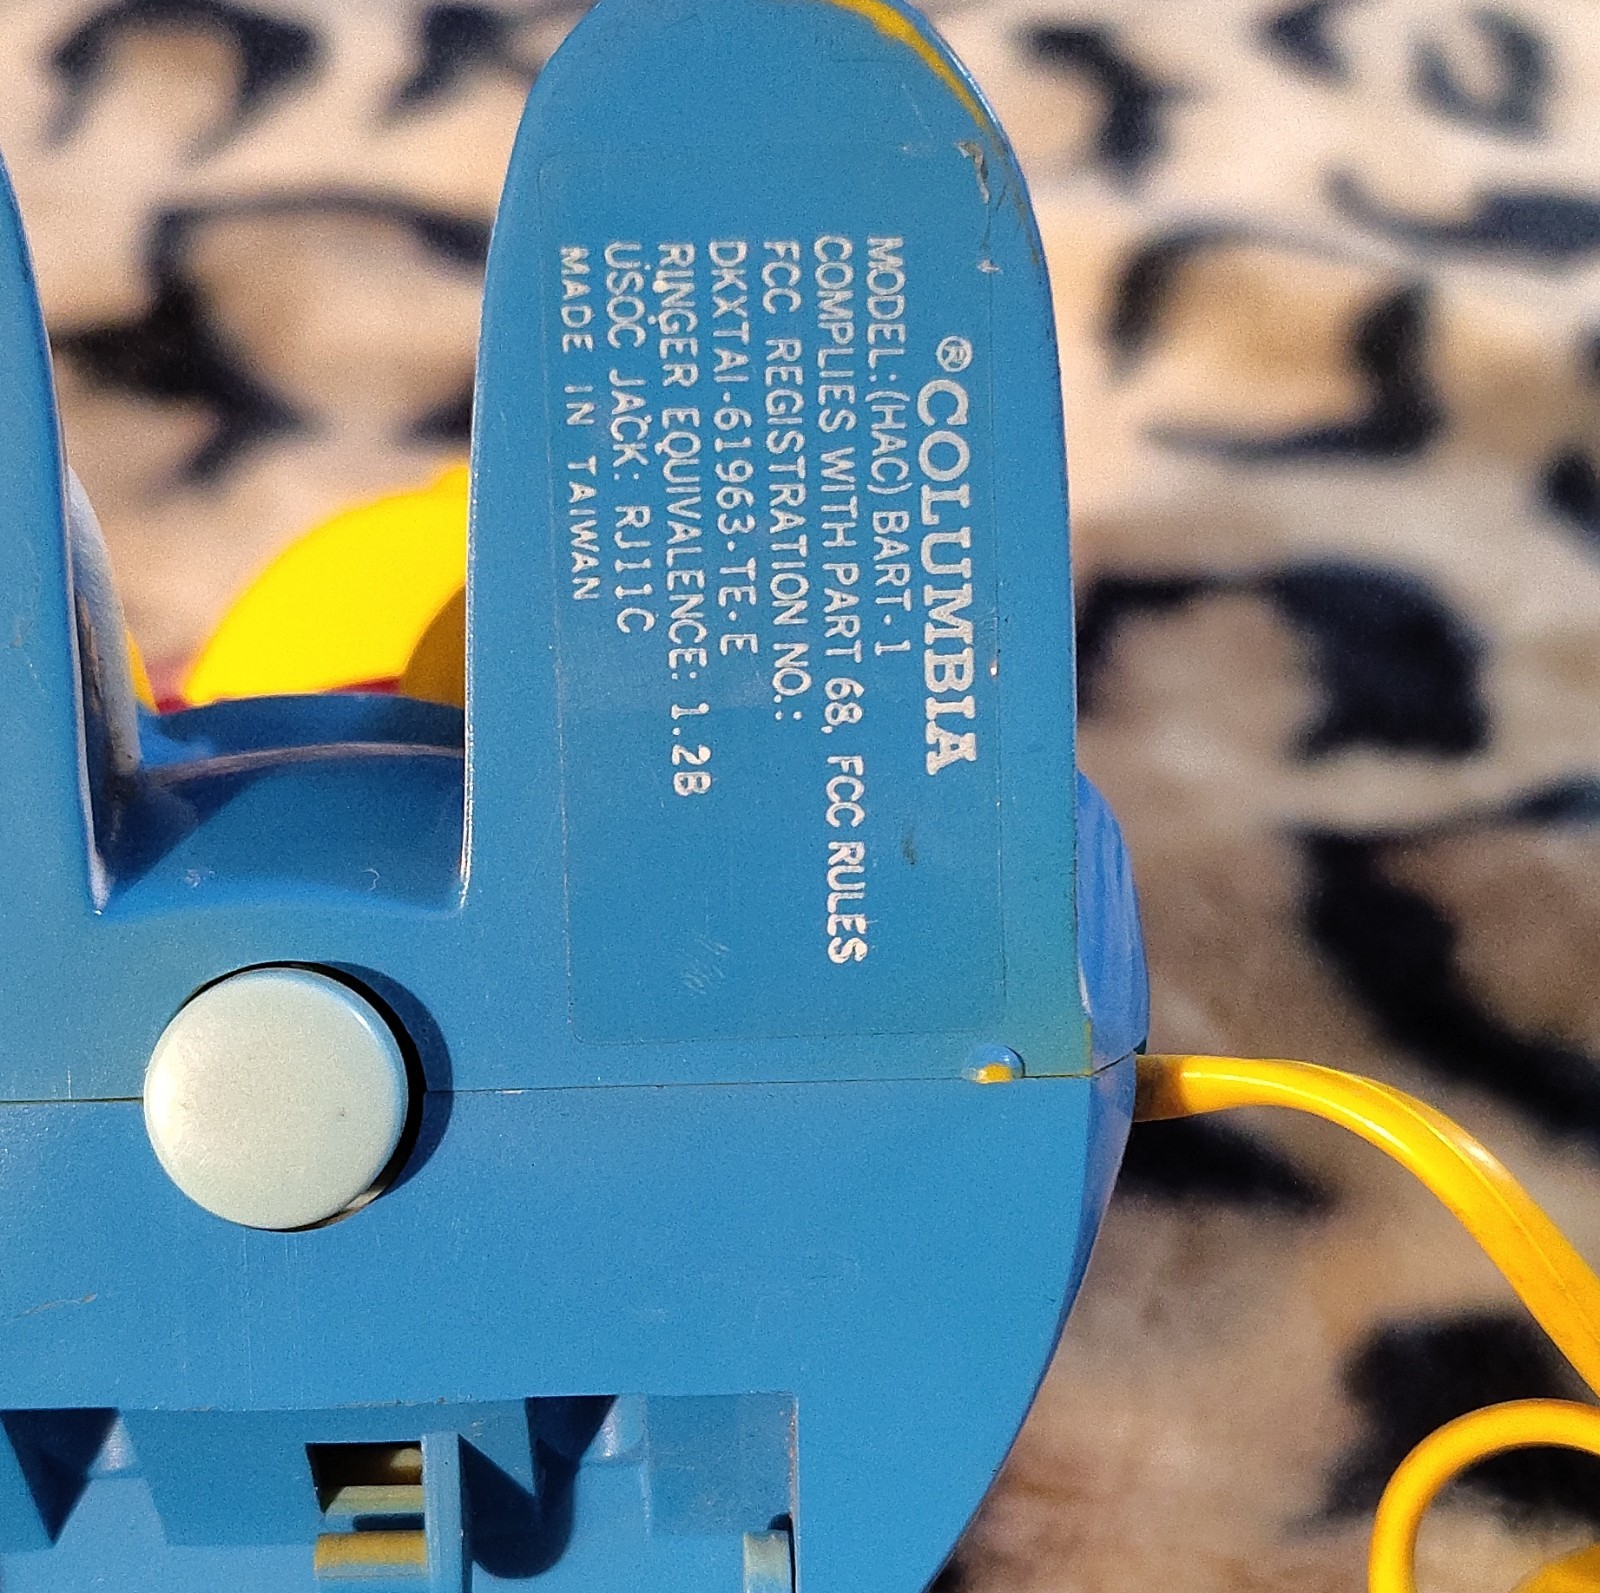 ®COLUMBIA
MODEL:(HAC) BART-1
COMPLIES WITH PART 68, FCC RULES
FCC REGISTRATION NO.:
DKXTAI-61963-TE-E
RINGER EQUIVALENCE: 1.2B
USOC JACK: RJ11C
MADE IN TAIWAN